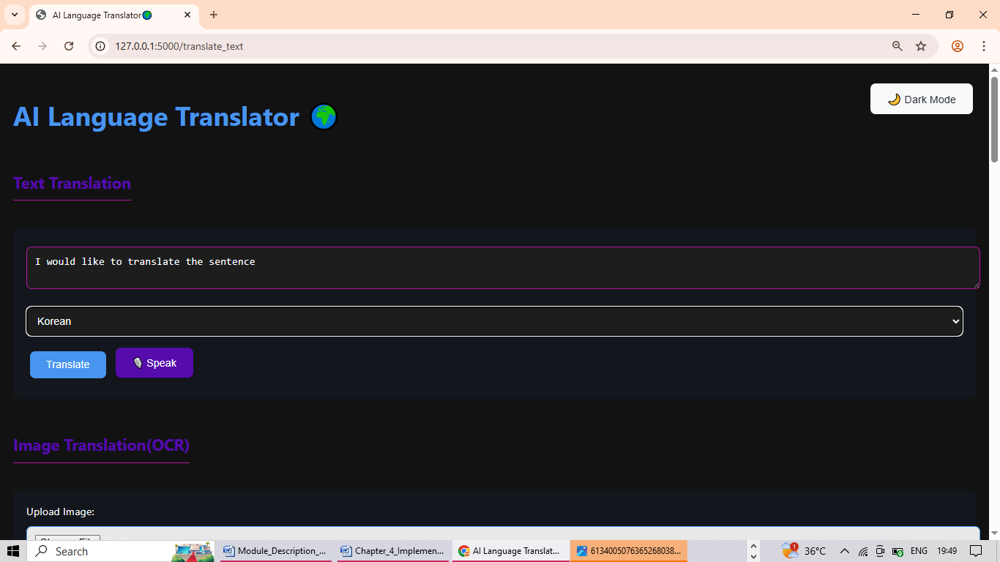 AI Language Translator
127.0.0.1:5000/translate_text
Dark Mode
AI Language Translator
Text Translation
I would like to translate the sentence
Korean
Translate
Speak
Image Translation(OCR)
Upload Image:
Search
Module_Description_...
Chapter_4_Implemen...
AI Language Translat...
6134005076365268038...
1
36°C
ENG
19:49